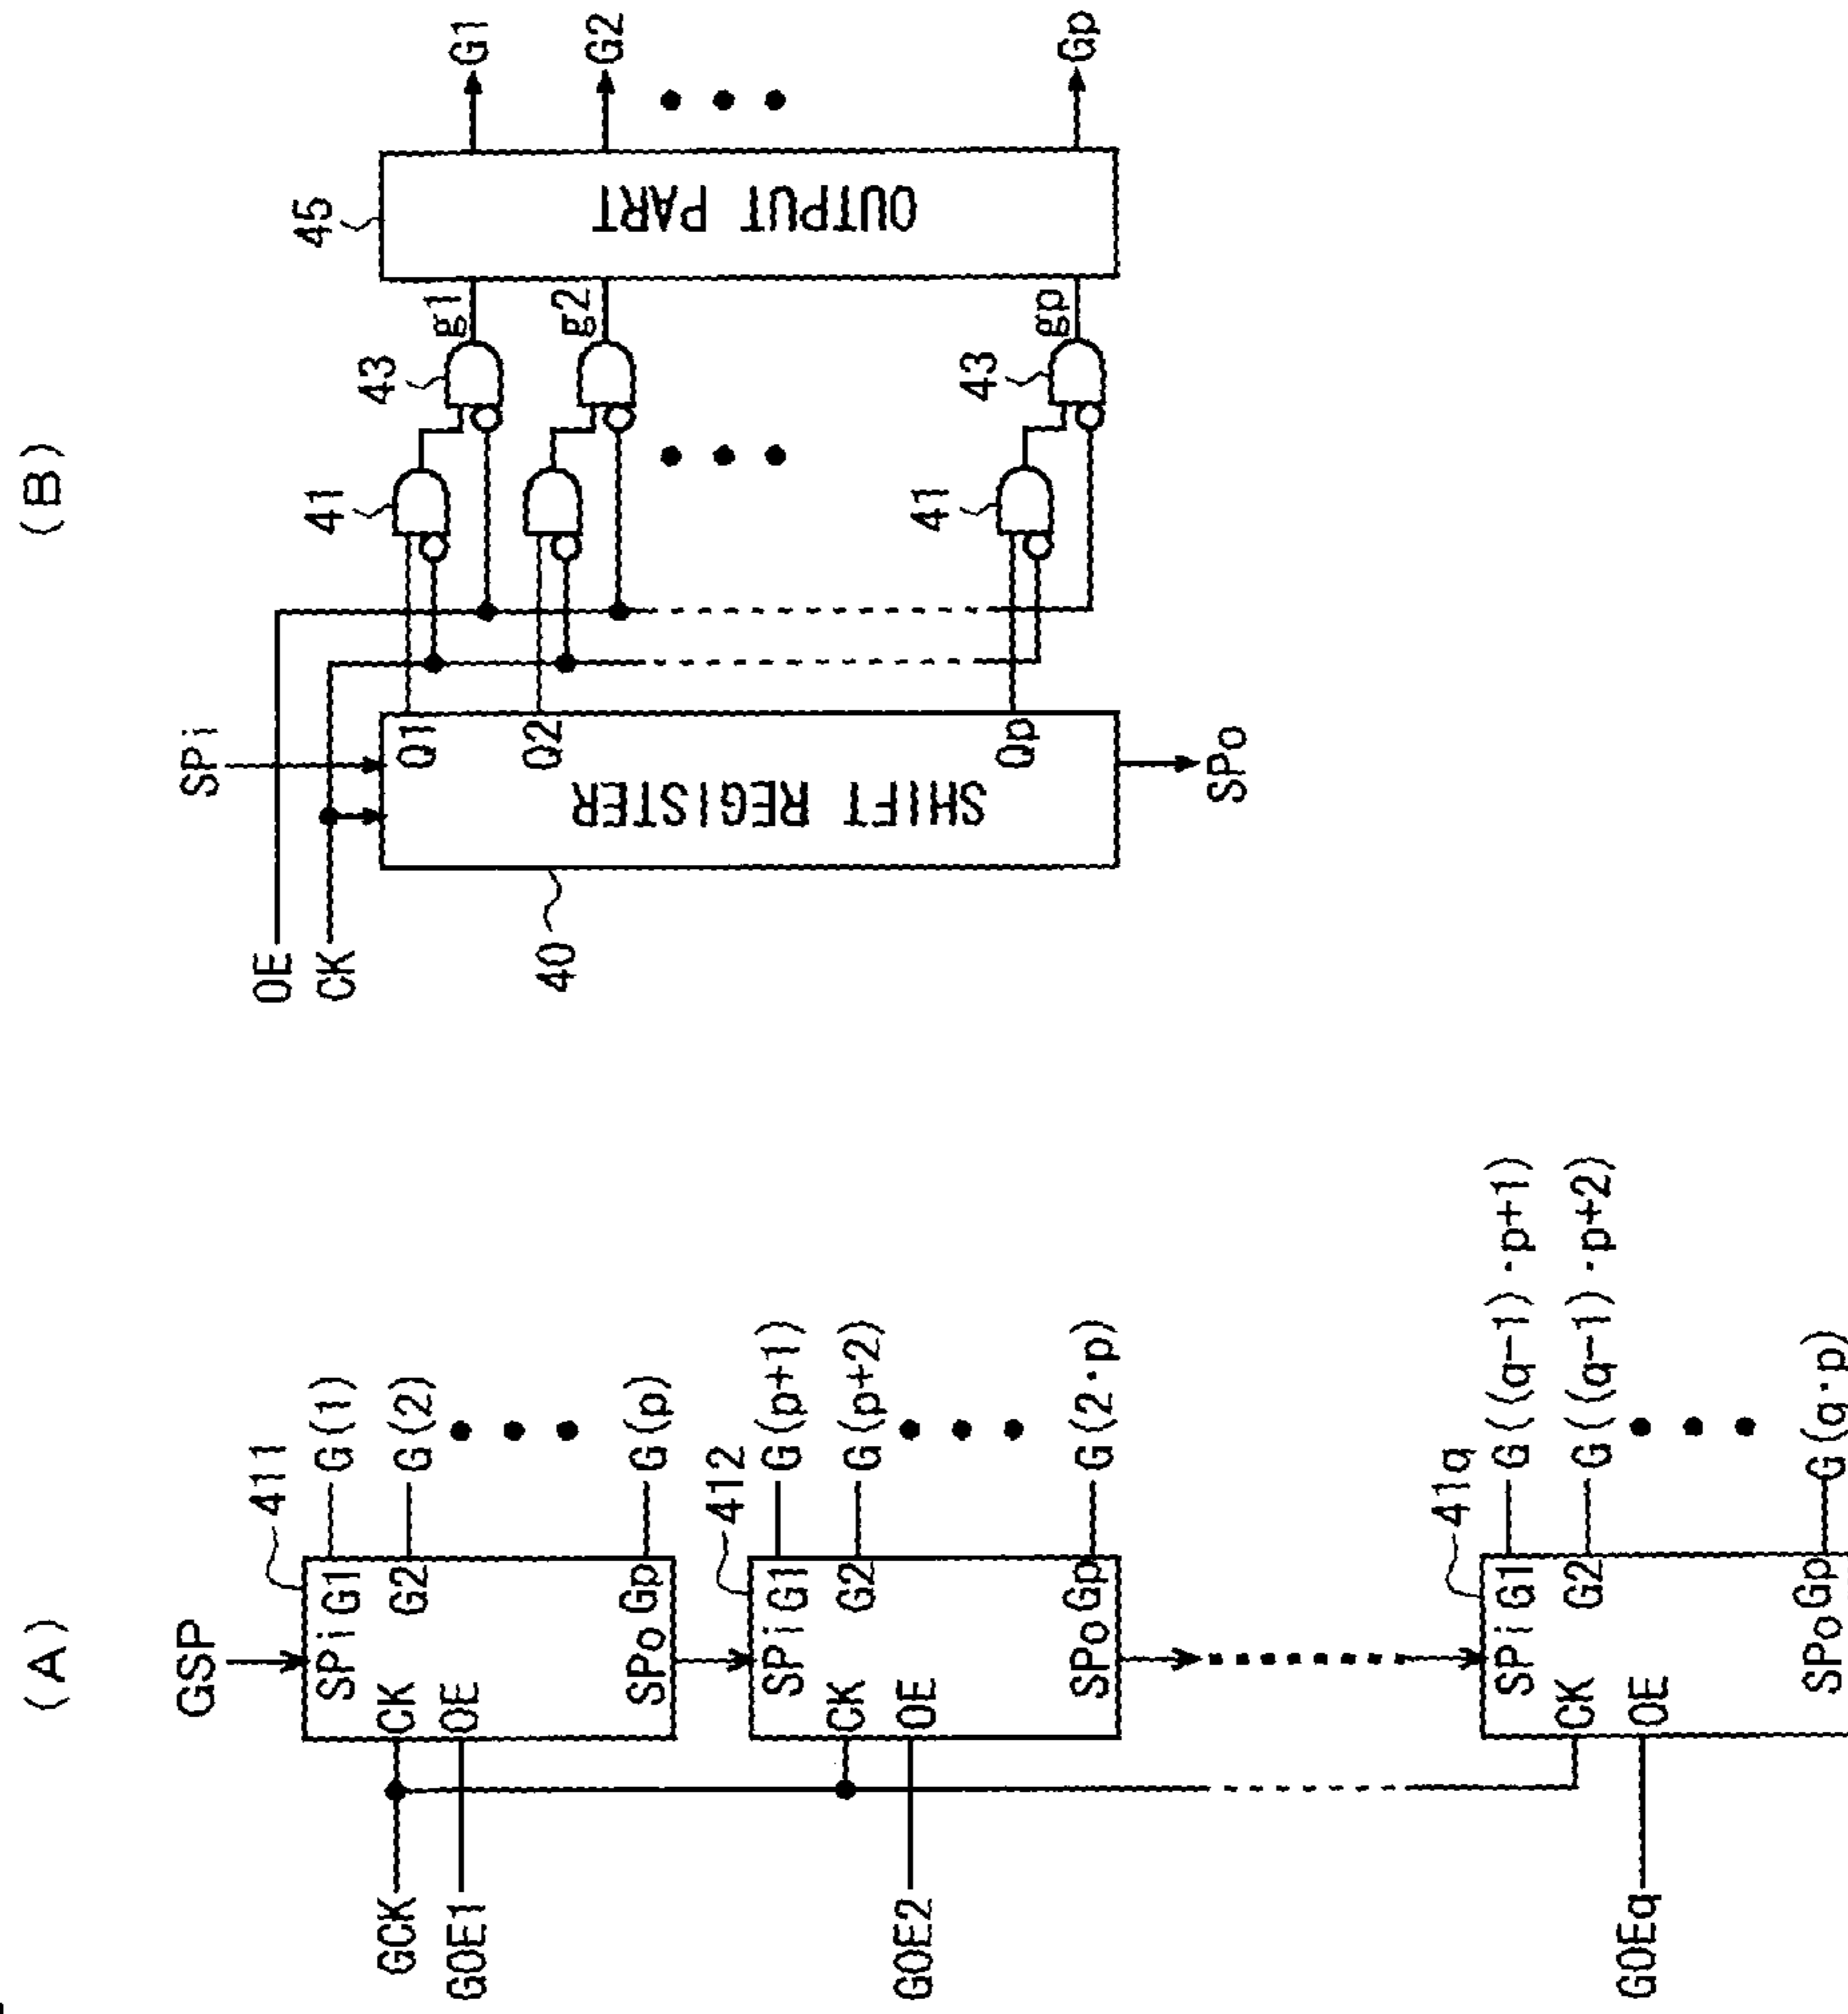 (A)
GSP
411
SPi G1 G(1)
GCK CK G2 G(2)
GOE1 OE
SPo Gp G(p)
412
SPi G1 G(p+1)
CK G2 G(p+2)
GOE2 OE
SPo Gp G(2·p)
41q
SPi G1 G((q-1)·p+1)
CK G2 G((q-1)·p+2)
GOEq OE
SPo Gp G(q·p)
(B)
SPi
OE
CK
40
SHIFT REGISTER
Q1
Q2
Qp
SPo
41
41
43
43
g1
g2
gp
45
OUTPUT PART
G1
G2
Gp